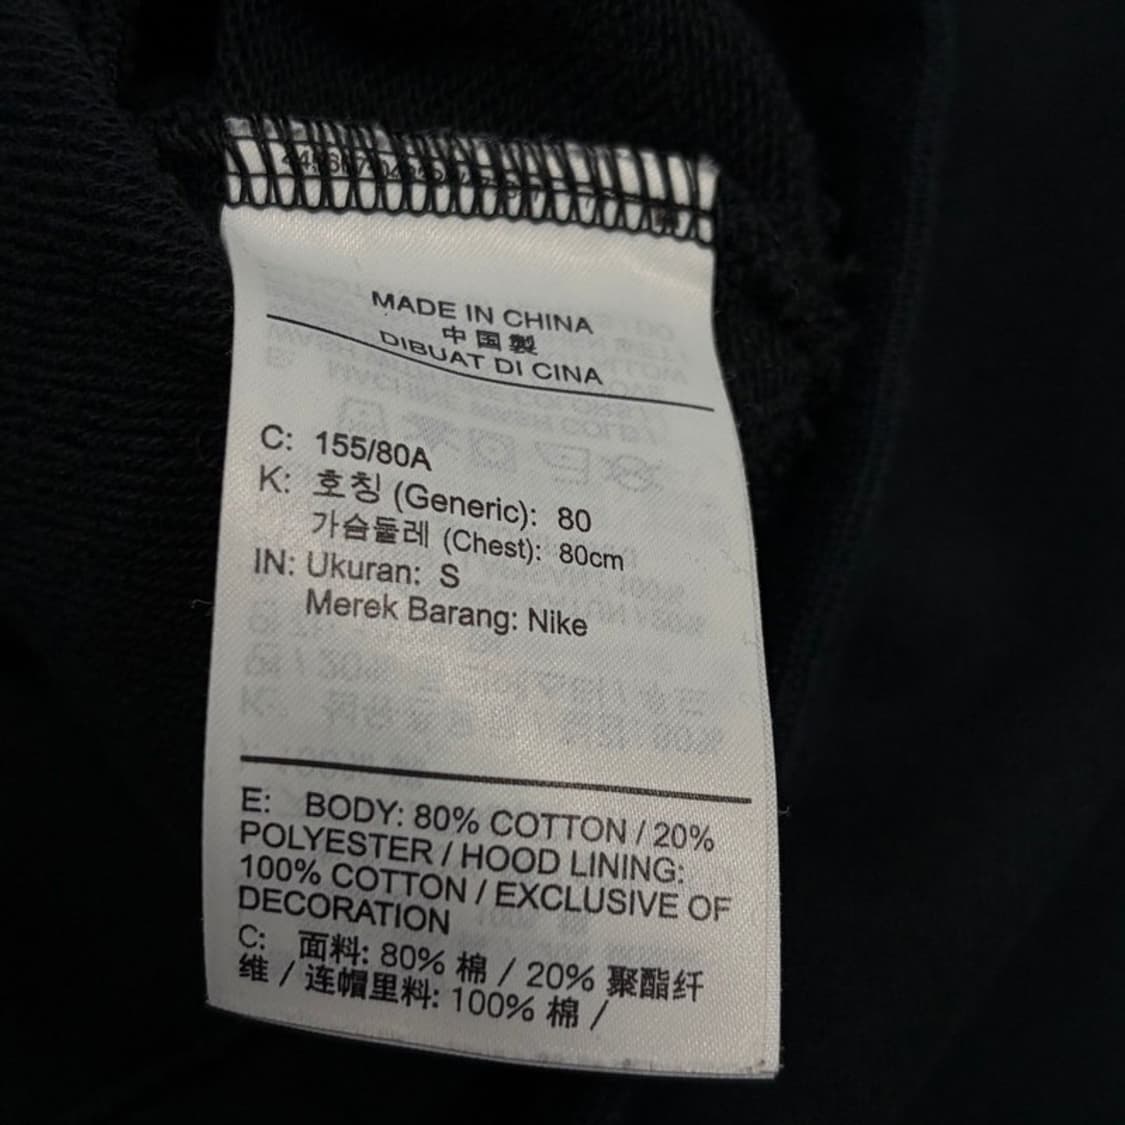 MADE IN CHINA
中国製
DIBUAT DI CINA
C: 155/80A
K: 호칭 (Generic): 80
가슴둘레 (Chest): 80cm
IN: Ukuran: S
Merek Barang: Nike
E: BODY: 80% COTTON / 20%
POLYESTER / HOOD LINING:
100% COTTON / EXCLUSIVE OF
DECORATION
C: 面料: 80% 棉 / 20% 聚酯纤
维 / 连帽里料: 100% 棉 /